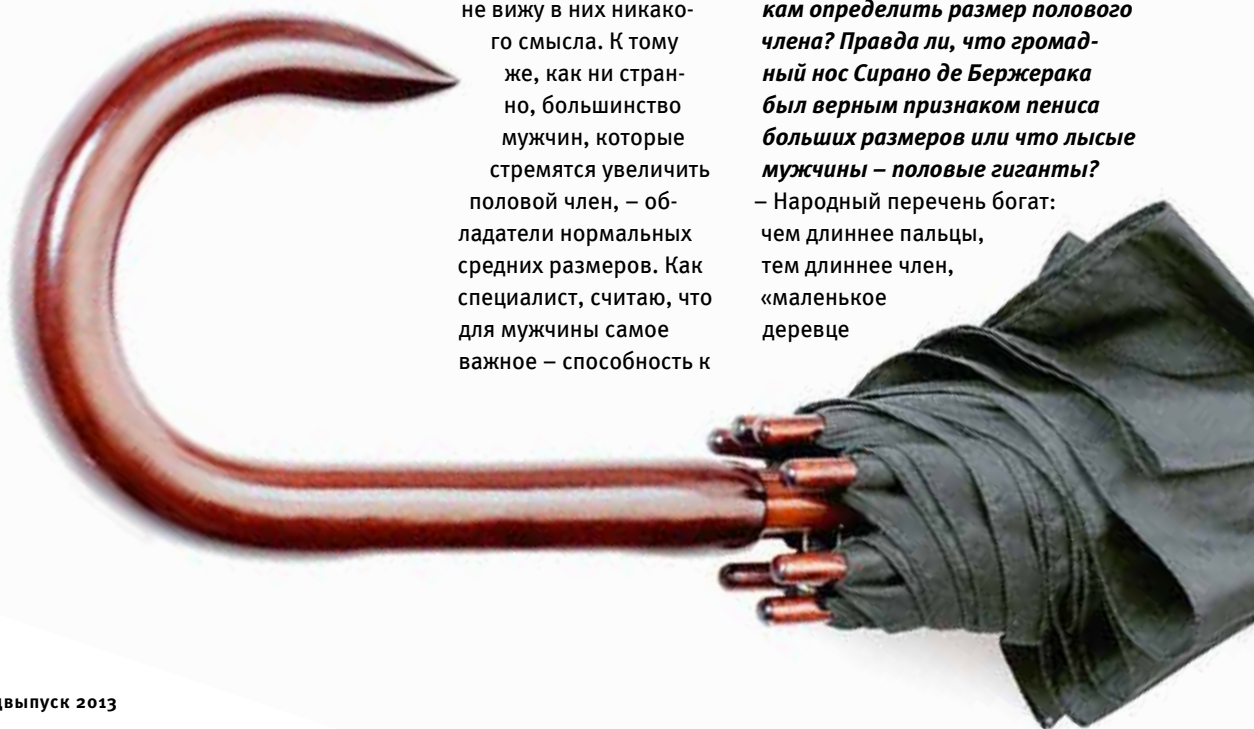 не вижу в них никако-
го смысла. К тому
же, как ни стран-
но, большинство
мужчин, которые
стремятся увеличить
половой член, – об-
ладатели нормальных
средних размеров. Как
специалист, считаю, что
для мужчины самое
важное – способность к
кам определить размер полового
члена? Правда ли, что громад-
ный нос Сирано де Бержерака
был верным признаком пениса
больших размеров или что лысые
мужчины – половые гиганты?
– Народный перечень богат:
чем длиннее пальцы,
тем длиннее член,
«маленькое
деревце
цвыпуск 2013